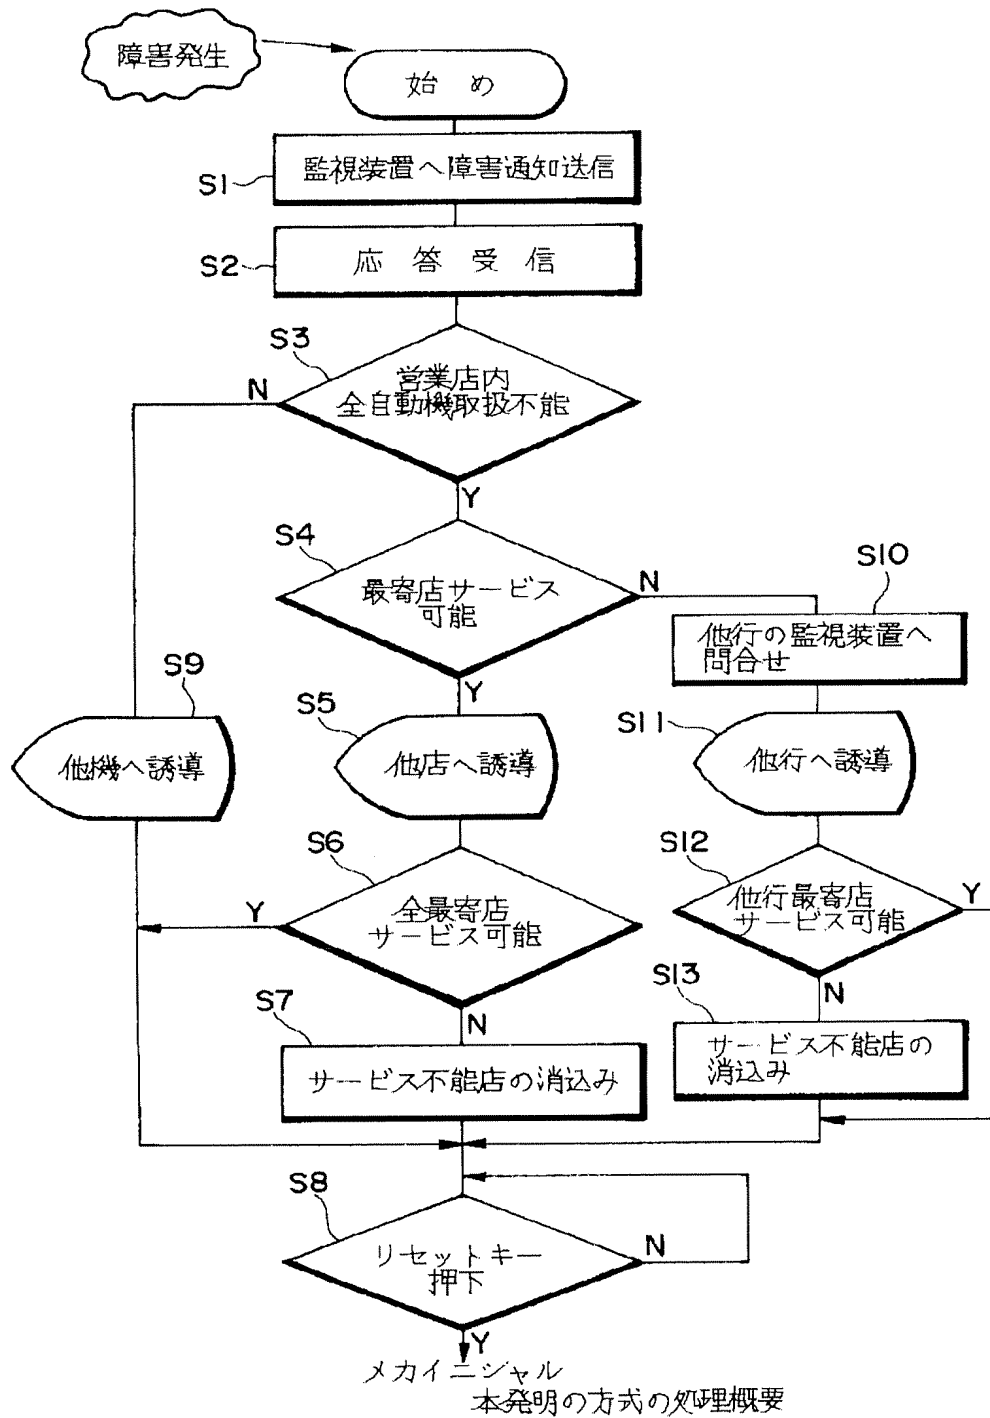 障害発生
始め
S1
監視装置へ障害通知送信
S2
応答受信
S3
営業店内
全自動機取扱不能
N
Y
S4
最寄店サービス
可能
N
Y
S10
他行の監視装置へ
問合せ
S9
他機へ誘導
S5
他店へ誘導
S11
他行へ誘導
S6
全最寄店
サービス可能
Y
N
S12
他行最寄店
サービス可能
Y
N
S7
サービス不能店の消込み
S13
サービス不能店の
消込み
S8
リセットキー
押下
N
Y
メカイニシャル
本発明の方式の処理概要